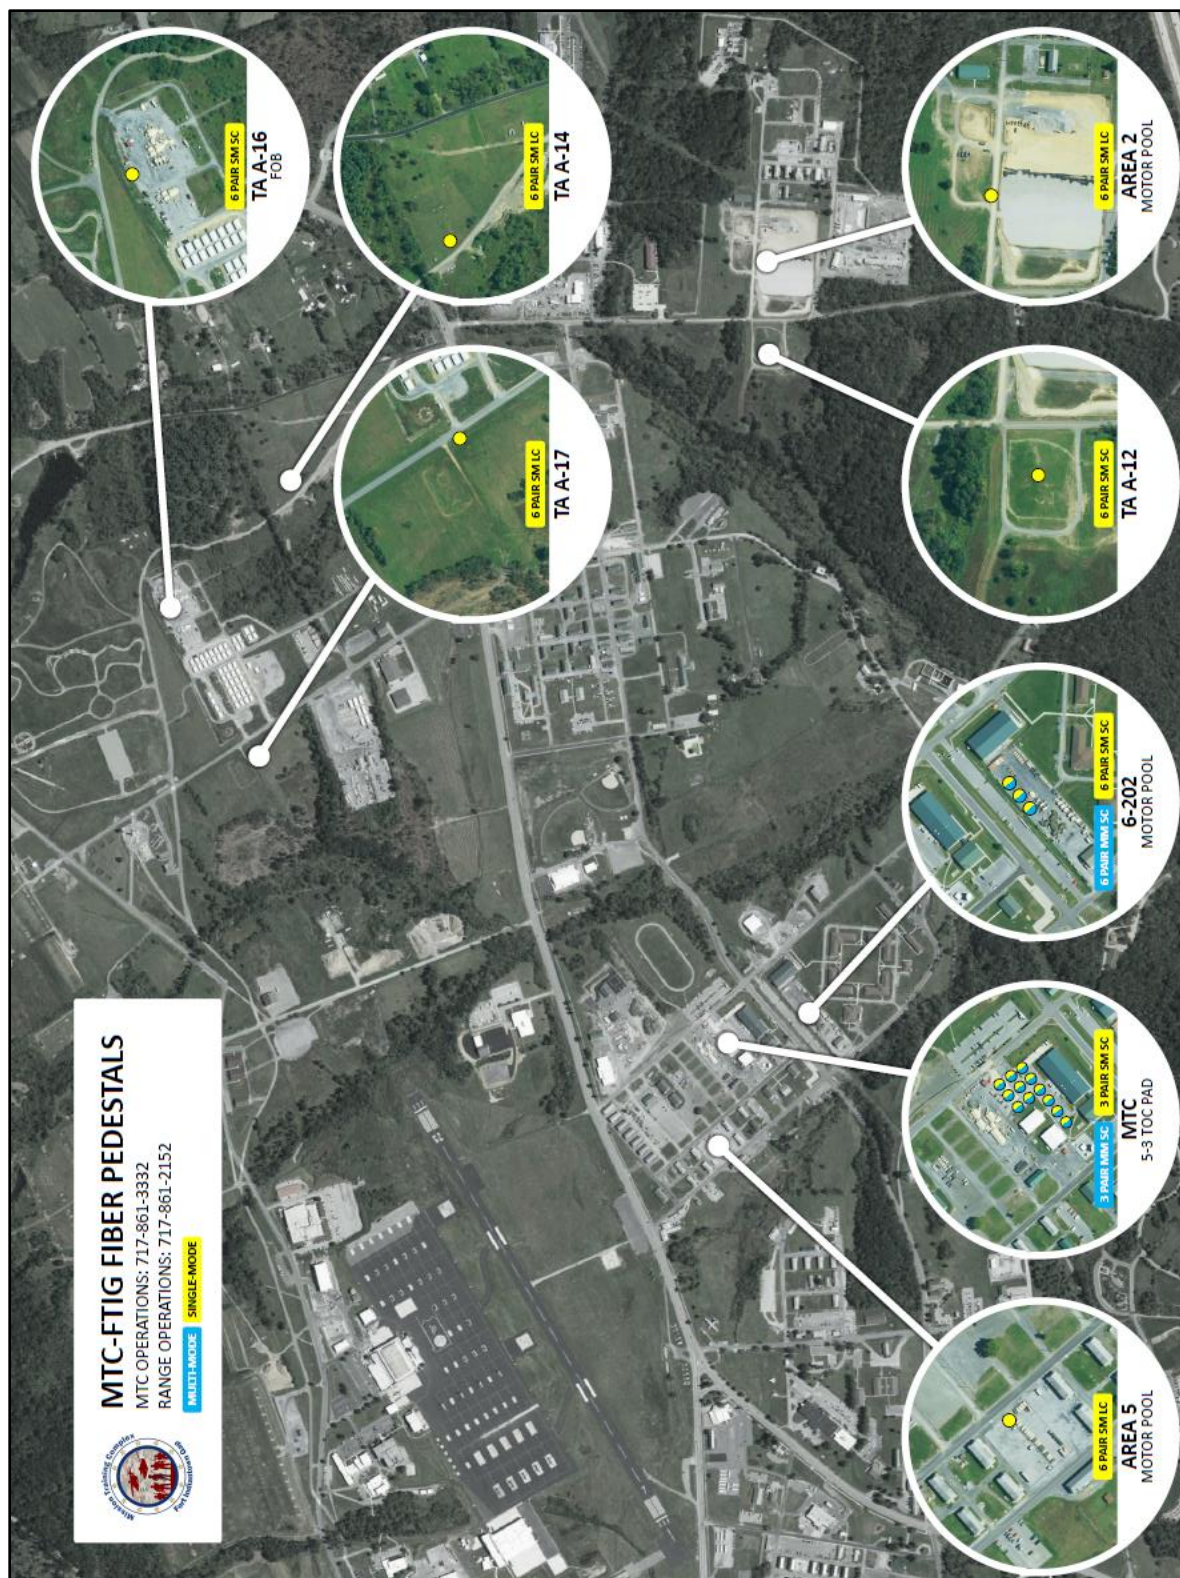 MTC-FTIG FIBER PEDESTALS
MTC OPERATIONS: 717-861-3332
RANGE OPERATIONS: 717-861-2152
MULTI-MODE SINGLE-MODE
Mission Training Complex
Fort Indiantown Gap
6 PAIR SM SC
TA A-16
FOB
6 PAIR SM LC
TA A-14
6 PAIR SM LC
TA A-17
6 PAIR SM LC
AREA 5
MOTOR POOL
3 PAIR MM SC 3 PAIR SM SC
MTC
5-3 TOC PAD
6 PAIR MM SC 6 PAIR SM SC
6-202
MOTOR POOL
6 PAIR SM SC
TA A-12
6 PAIR SM LC
AREA 2
MOTOR POOL